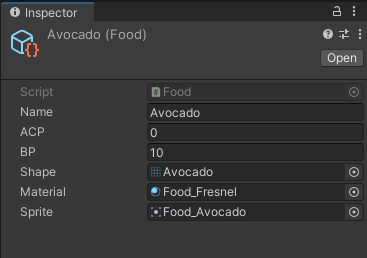 Inspector
Avocado (Food)
Open
Script Food
Name Avocado
ACP 0
BP 10
Shape Avocado
Material Food_Fresnel
Sprite Food_Avocado